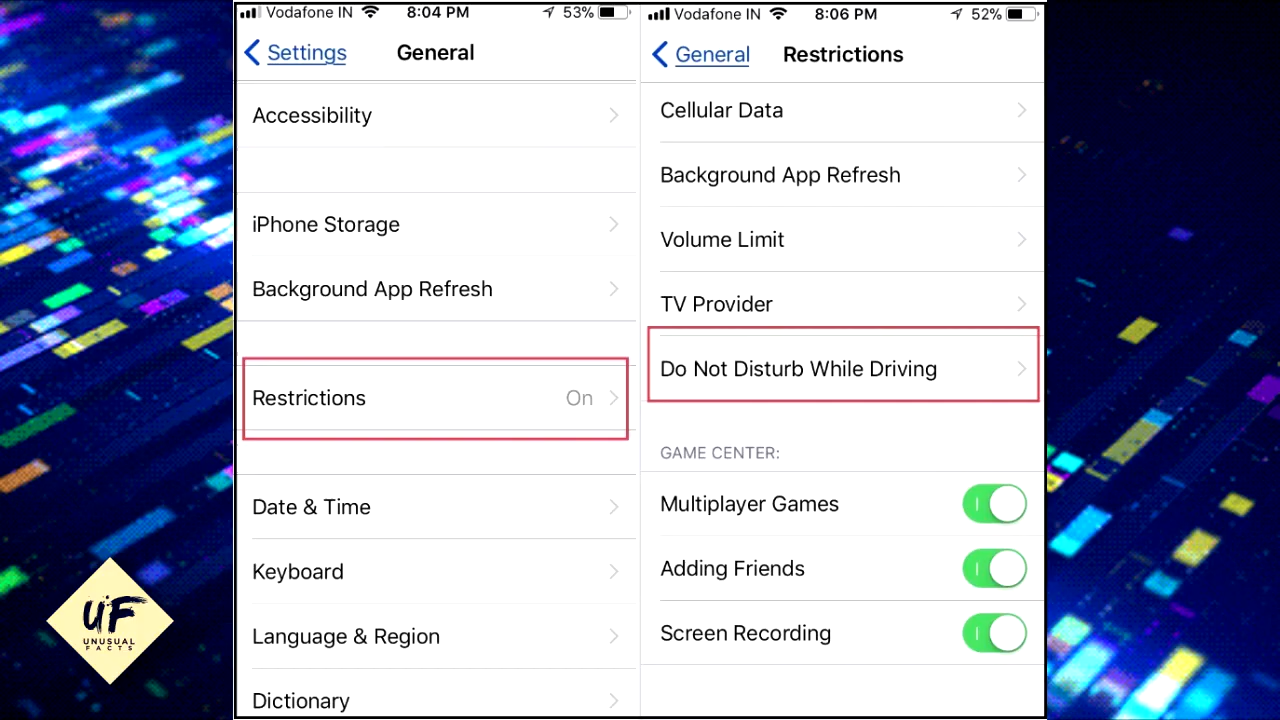 Vodafone IN 8:04 PM 53%
Settings General
Accessibility
iPhone Storage
Background App Refresh
Restrictions On
Date & Time
Keyboard
Language & Region
Dictionary
Vodafone IN 8:06 PM 52%
General Restrictions
Cellular Data
Background App Refresh
Volume Limit
TV Provider
Do Not Disturb While Driving
GAME CENTER:
Multiplayer Games
Adding Friends
Screen Recording
UF
UNUSUAL
FACTS